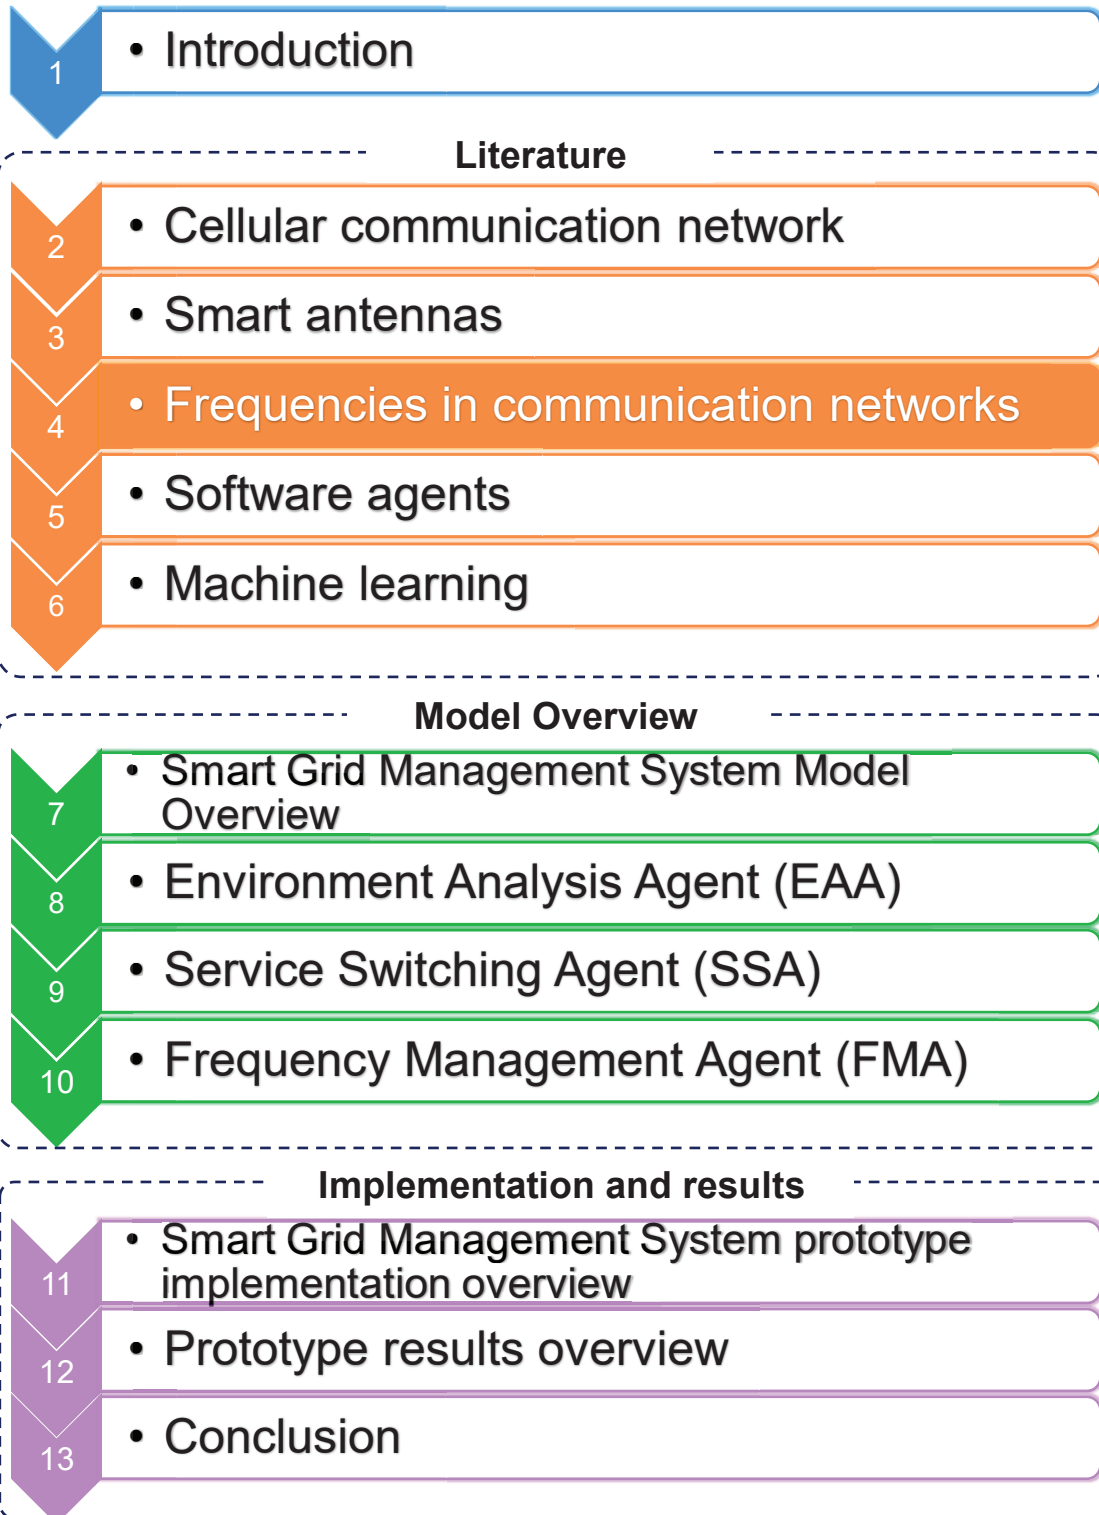 1
• Introduction
Literature
2
• Cellular communication network
3
• Smart antennas
4
• Frequencies in communication networks
5
• Software agents
6
• Machine learning
Model Overview
7
• Smart Grid Management System Model
Overview
8
• Environment Analysis Agent (EAA)
9
• Service Switching Agent (SSA)
10
• Frequency Management Agent (FMA)
Implementation and results
11
• Smart Grid Management System prototype
implementation overview
12
• Prototype results overview
13
• Conclusion